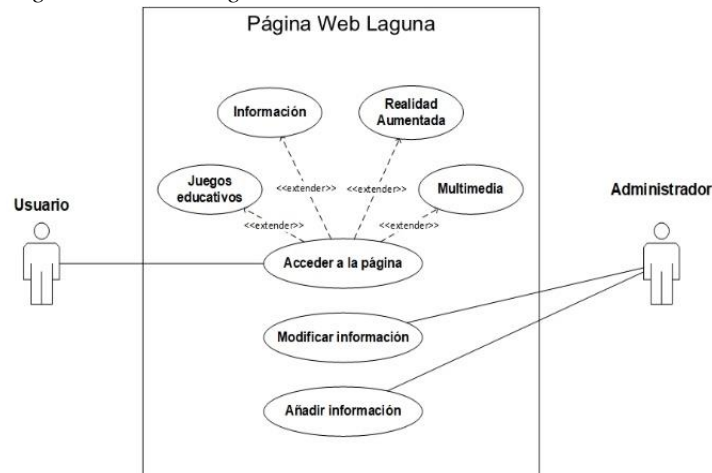 Página Web Laguna
Información
Realidad
Aumentada
Juegos
educativos
<<extender>>
<<extender>>
Multimedia
<<extender>>
<<extender>>
Usuario
Administrador
Acceder a la página
Modificar información
Añadir información